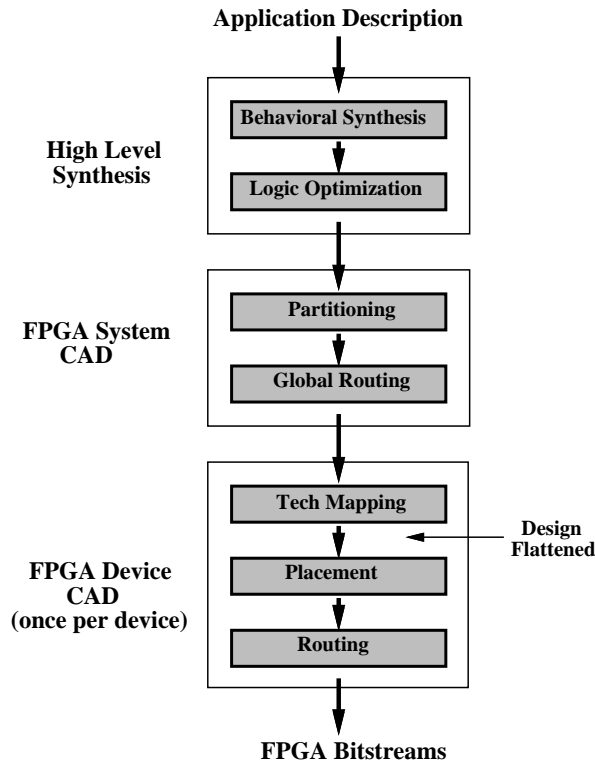 Application Description
High Level
Synthesis
Behavioral Synthesis
Logic Optimization
FPGA System
CAD
Partitioning
Global Routing
FPGA Device
CAD
(once per device)
Tech Mapping
Design
Flattened
Placement
Routing
FPGA Bitstreams